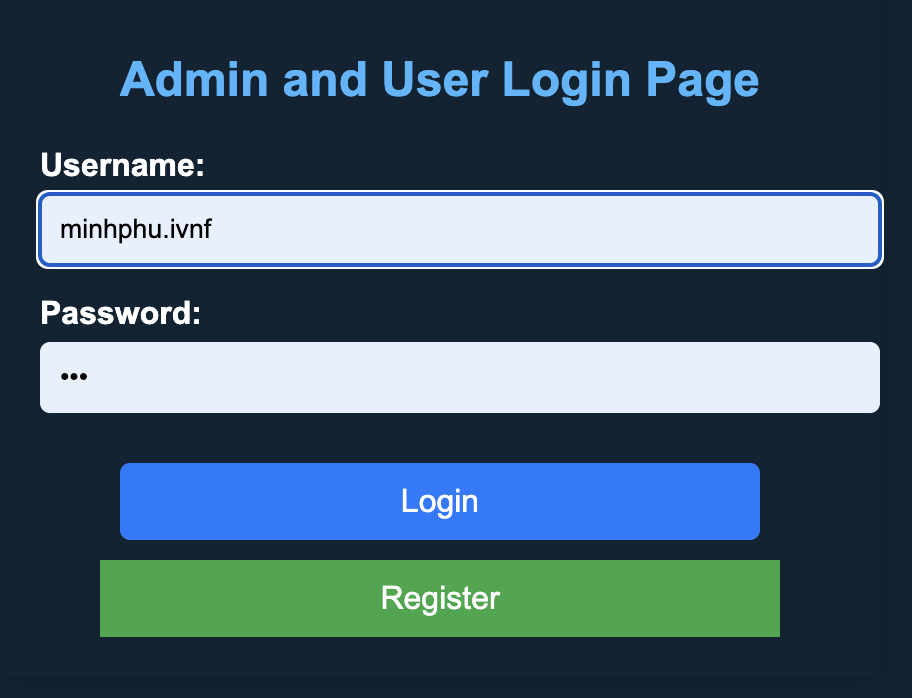 Admin and User Login Page
Username:
minhphu.ivnf
Password:
•••
Login
Register